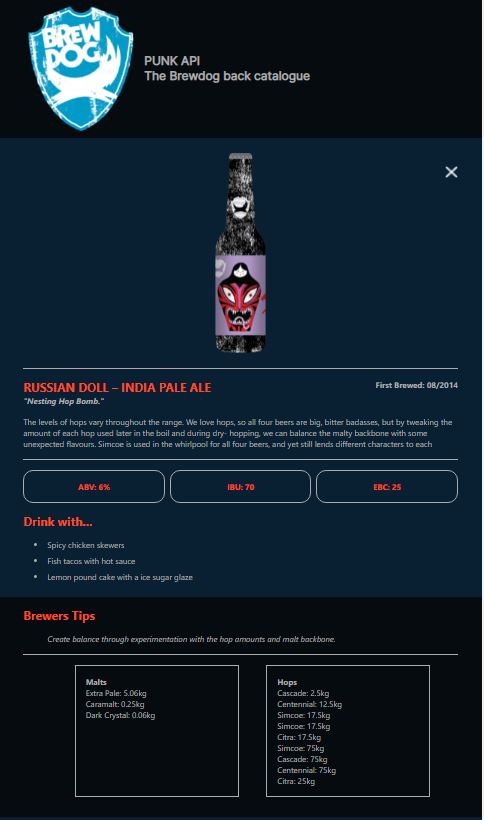 BREW
DOG
PUNK API
The Brewdog back catalogue
RUSSIAN DOLL – INDIA PALE ALE
First Brewed: 08/2014
"Nesting Hop Bomb."
The levels of hops vary throughout the range. We love hops, so all four beers are big, bitter badasses, but by tweaking the
amount of each hop used later in the boil and during dry- hopping, we can balance the malty backbone with some
unexpected flavours. Simcoe is used in the whirlpool for all four beers, and yet still lends different characters to each
ABV: 6%
IBU: 70
EBC: 25
Drink with...
Spicy chicken skewers
Fish tacos with hot sauce
Lemon pound cake with a ice sugar glaze
Brewers Tips
Create balance through experimentation with the hop amounts and malt backbone.
Malts
Extra Pale: 5.06kg
Caramalt: 0.25kg
Dark Crystal: 0.06kg
Hops
Cascade: 2.5kg
Centennial: 12.5kg
Simcoe: 17.5kg
Simcoe: 17.5kg
Citra: 17.5kg
Simcoe: 75kg
Cascade: 75kg
Centennial: 75kg
Citra: 25kg